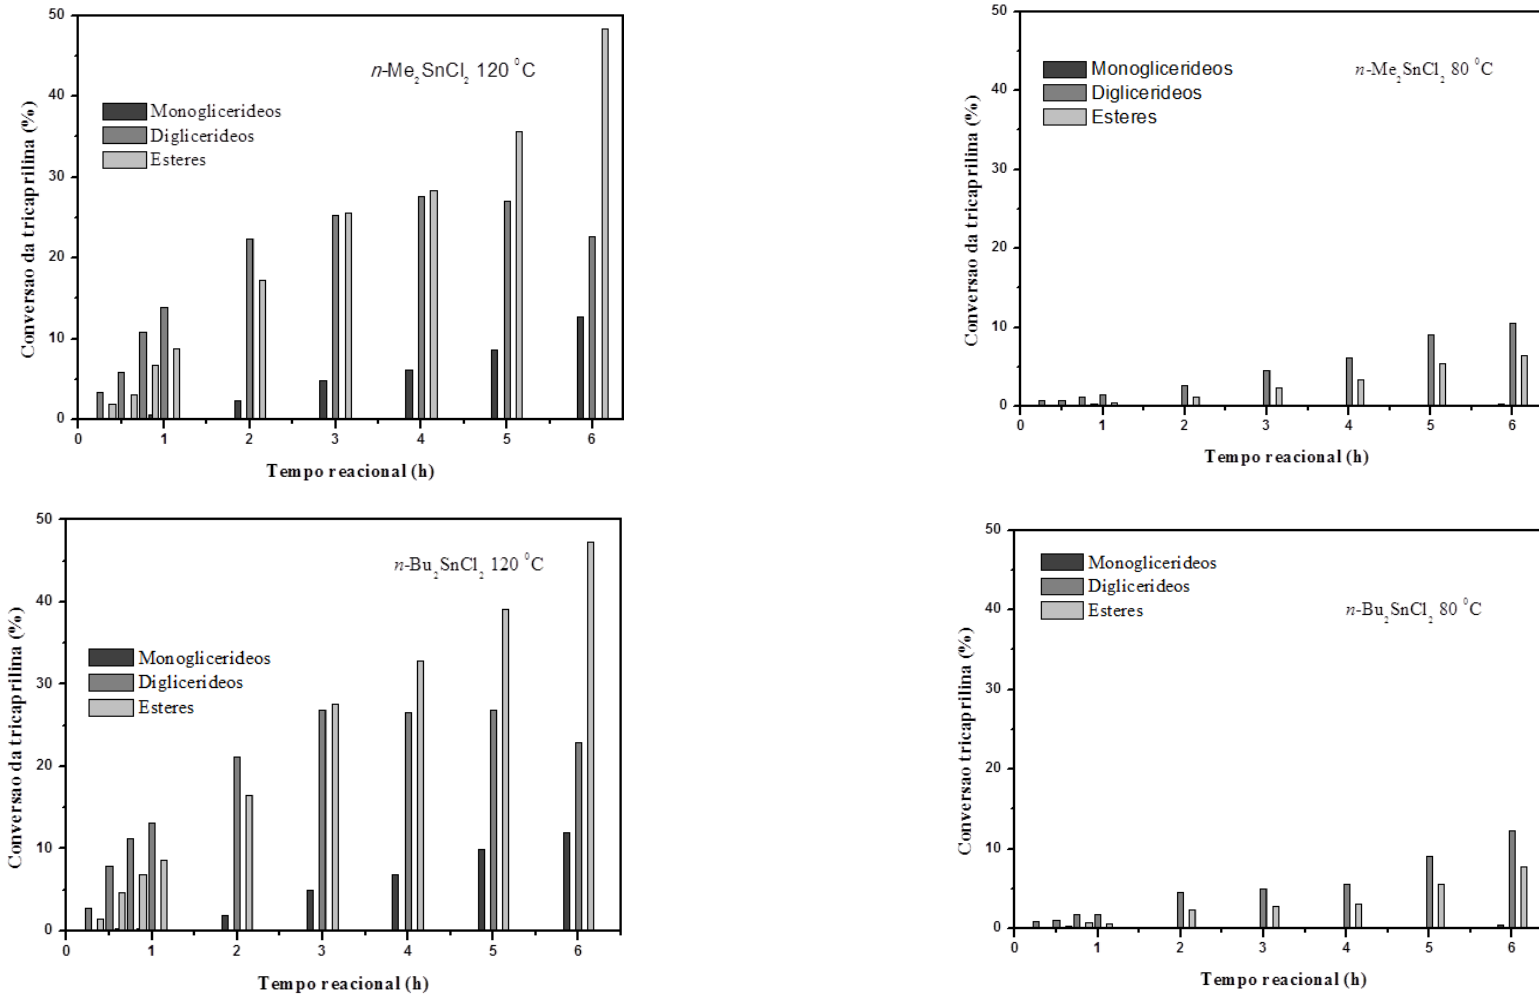 50
40
30
20
10
0
Conversao da tricaprilina (%)
n-Me2SnCl2 120 0C
Monoglicerideos
Diglicerideos
Esteres
0 1 2 3 4 5 6
Tempo reacional (h)
50
40
30
20
10
0
Conversao da tricaprilina (%)
Monoglicerideos
Diglicerideos
Esteres
n-Me2SnCl2 80 0C
0 1 2 3 4 5 6
Tempo reacional (h)
50
40
30
20
10
0
Conversao da tricaprilina (%)
n-Bu2SnCl2 120 0C
Monoglicerideos
Diglicerideos
Esteres
0 1 2 3 4 5 6
Tempo reacional (h)
50
40
30
20
10
0
Conversao tricaprilina (%)
Monoglicerideos
Diglicerideos
Esteres
n-Bu2SnCl2 80 0C
0 1 2 3 4 5 6
Tempo reacional (h)